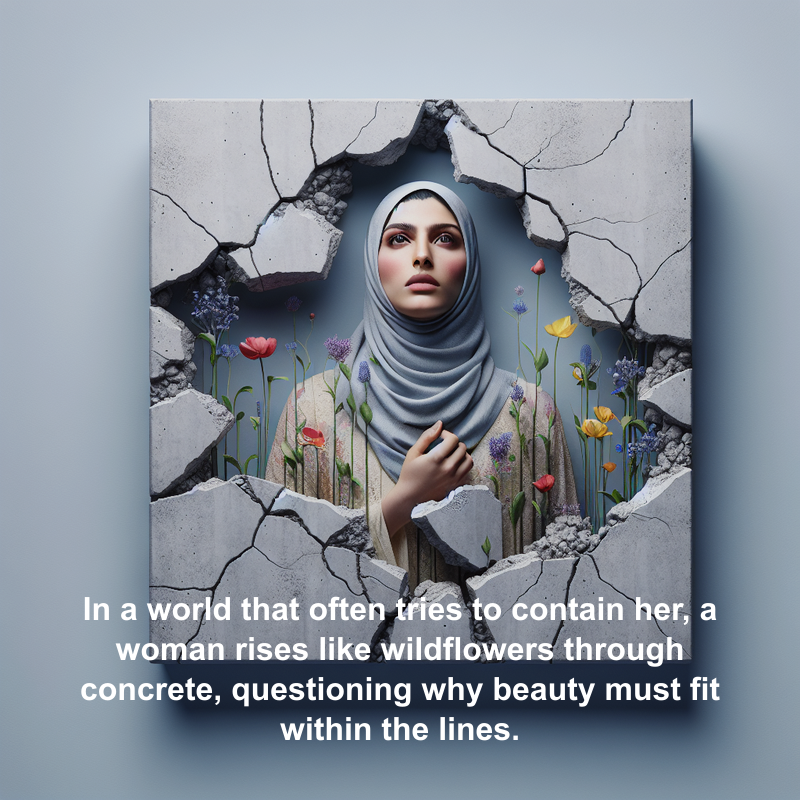 In a world that often tries to contain her, a
woman rises like wildflowers through
concrete, questioning why beauty must fit
within the lines.